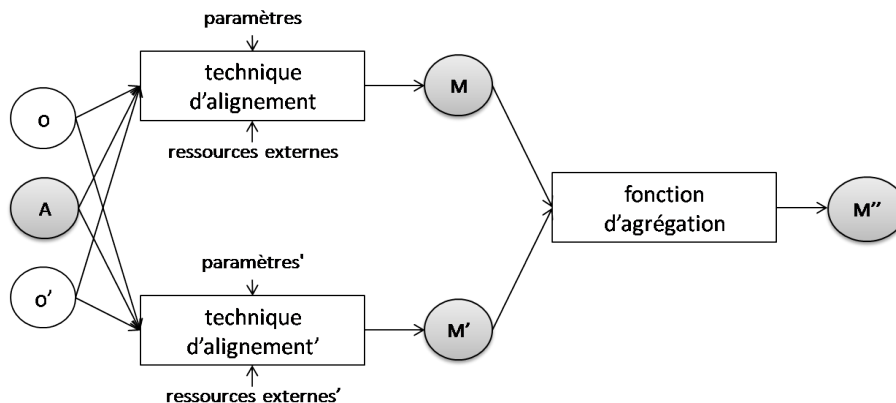 paramètres
technique
d'alignement
ressources externes
M
o
A
o’
fonction
d'agrégation
M''
paramètres'
technique
d'alignement’
ressources externes’
M’